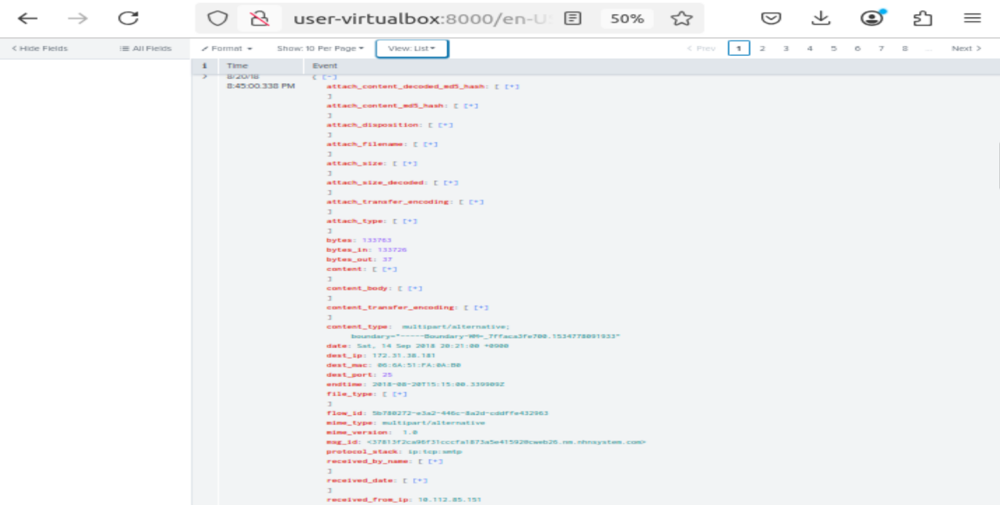 user-virtualbox:8000/en-U
50%
< Hide Fields
All Fields
Format
Show: 10 Per Page
View: List
< Prev 1 2 3 4 5 6 7 8 ... Next >
i Time Event
> 8/20/18 { [-]
8:45:00.338 PM attach_content_decoded_md5_hash: [ [+]
]
attach_content_md5_hash: [ [+]
]
attach_disposition: [ [+]
]
attach_filename: [ [+]
]
attach_size: [ [+]
]
attach_size_decoded: [ [+]
]
attach_transfer_encoding: [ [+]
]
attach_type: [ [+]
]
bytes: 133763
bytes_in: 133726
bytes_out: 37
content: [ [+]
]
content_body: [ [+]
]
content_transfer_encoding: [ [+]
]
content_type: multipart/alternative;
boundary="-----Boundary-WM=_7ffaca3fe700.1534778091933"
date: Sat, 14 Sep 2018 20:21:00 +0900
dest_ip: 172.31.38.181
dest_mac: 06:6A:51:FA:0A:B0
dest_port: 25
endtime: 2018-08-20T15:15:00.339909Z
file_type: [ [+]
]
flow_id: 5b780272-e3a2-446c-8a2d-cddffe432963
mime_type: multipart/alternative
mime_version: 1.0
msg_id: <37813f2ca96f31cccfa1873a5e41592@cweb26.nm.nhnsystem.com>
protocol_stack: ip:tcp:smtp
received_by_name: [ [+]
]
received_date: [ [+]
]
received_from_ip: 10.112.85.151